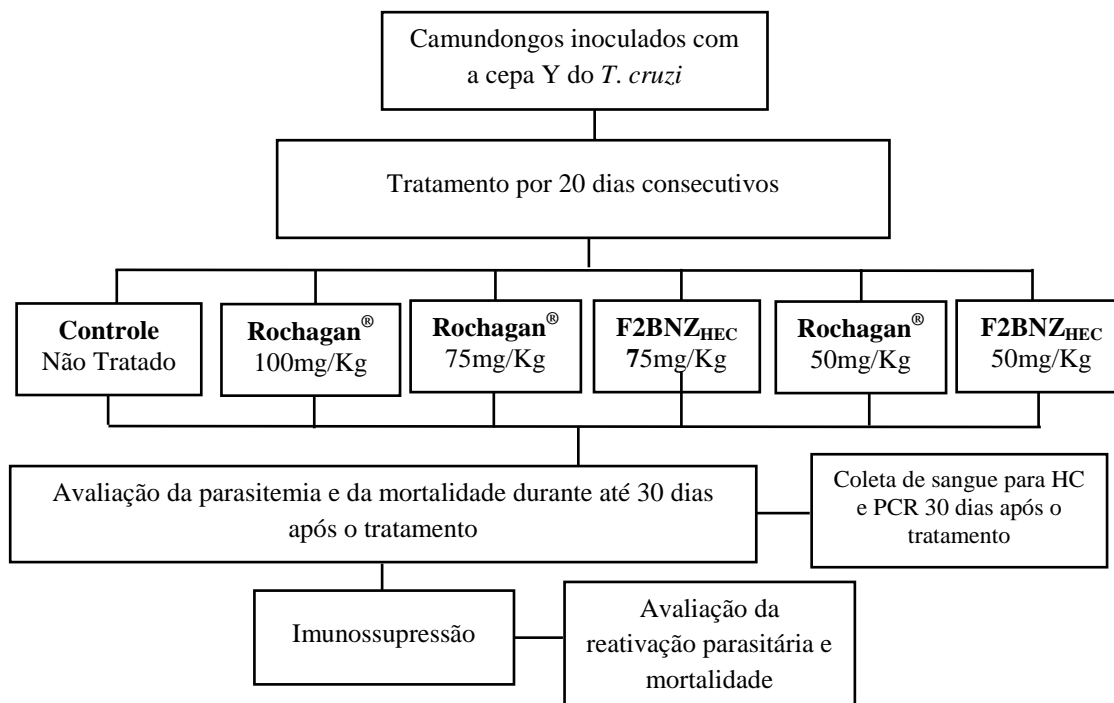 Camundongos inoculados com
a cepa Y do T. cruzi
Tratamento por 20 dias consecutivos
Controle
Não Tratado
Rochagan®
100mg/Kg
Rochagan®
75mg/Kg
F2BNZHEC
75mg/Kg
Rochagan®
50mg/Kg
F2BNZHEC
50mg/Kg
Avaliação da parasitemia e da mortalidade durante até 30 dias
após o tratamento
Coleta de sangue para HC
e PCR 30 dias após o
tratamento
Imunossupressão
Avaliação da
reativação parasitária e
mortalidade